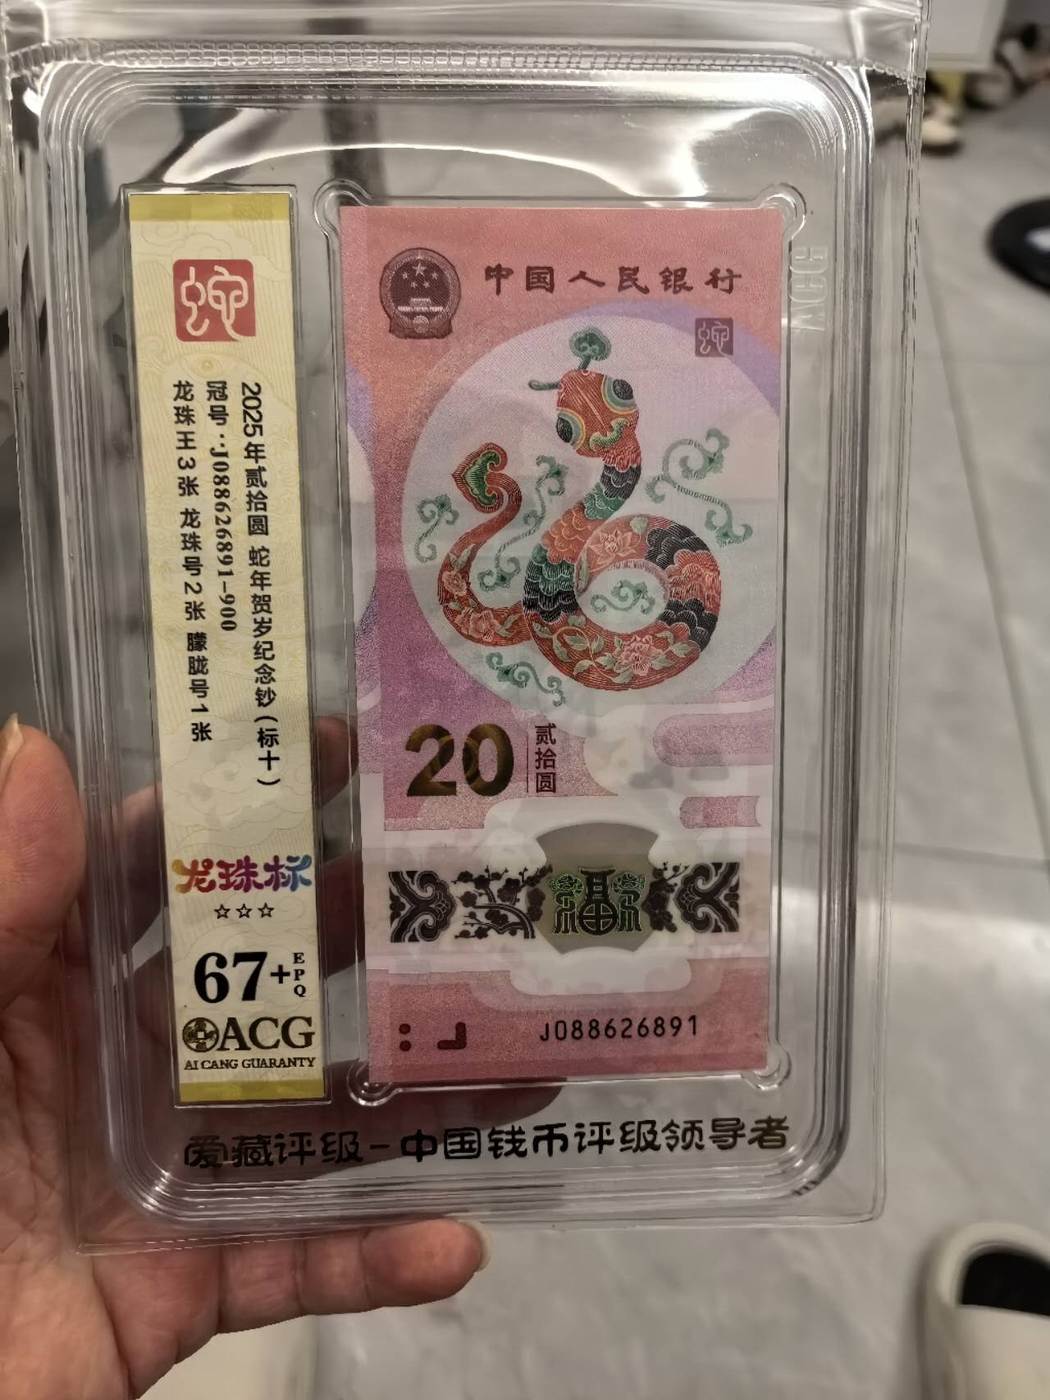 蛇
2025年贰拾圆 蛇年贺岁纪念钞(标十)
冠号:J088626891-900
龙珠王3张 龙珠号2张 朦胧号1张
龙珠标
67+
EPQ
ACG
AI CANG GUARANTY
中国人民银行
蛇
20
贰拾圆
福
J088626891
爱藏评级-中国钱币评级领导者
ACG